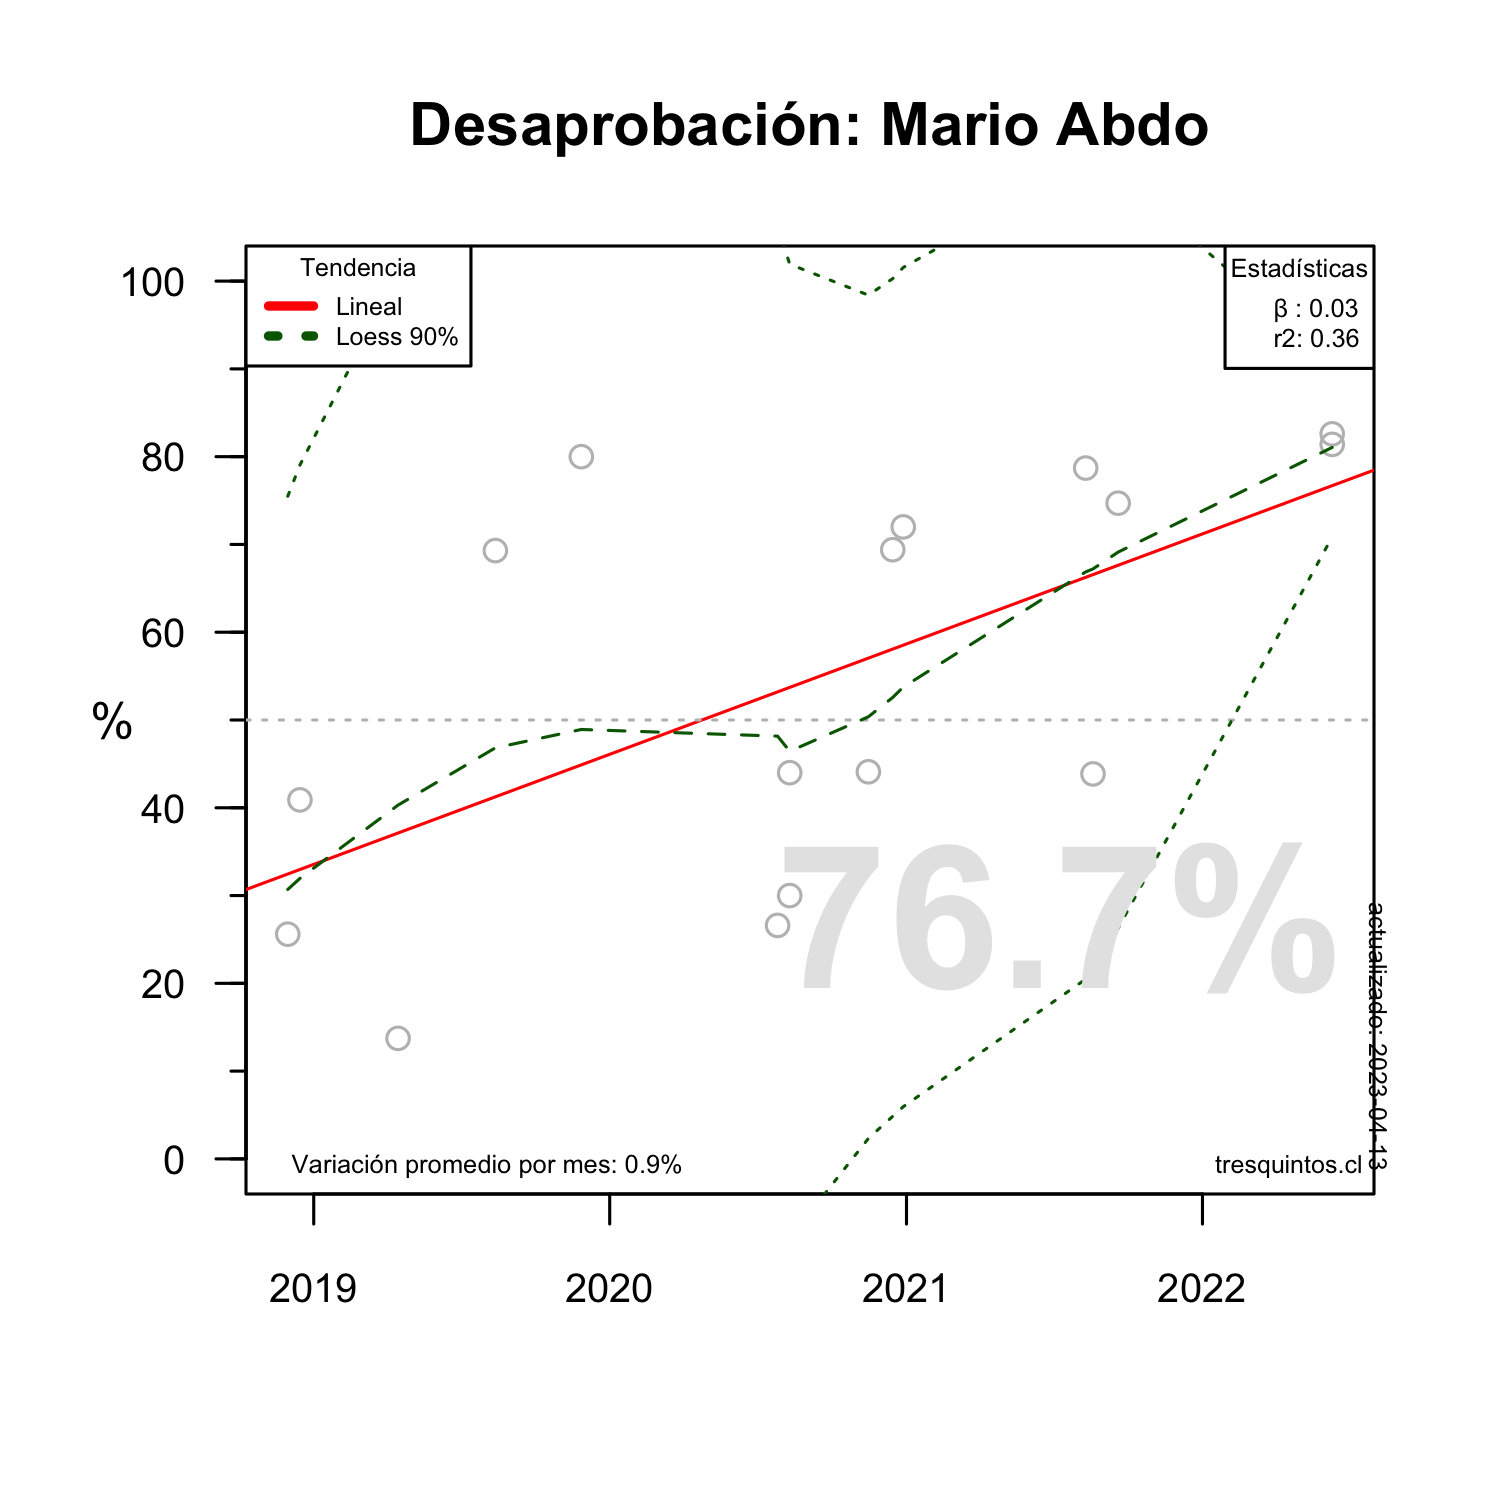 Desaprobación: Mario Abdo
Tendencia
Lineal
Loess 90%
Estadísticas
β : 0.03
r2: 0.36
100
80
60
40
20
0
%
76.7%
actualizado: 2023-04-13
Variación promedio por mes: 0.9%
tresquintos.cl
2019
2020
2021
2022